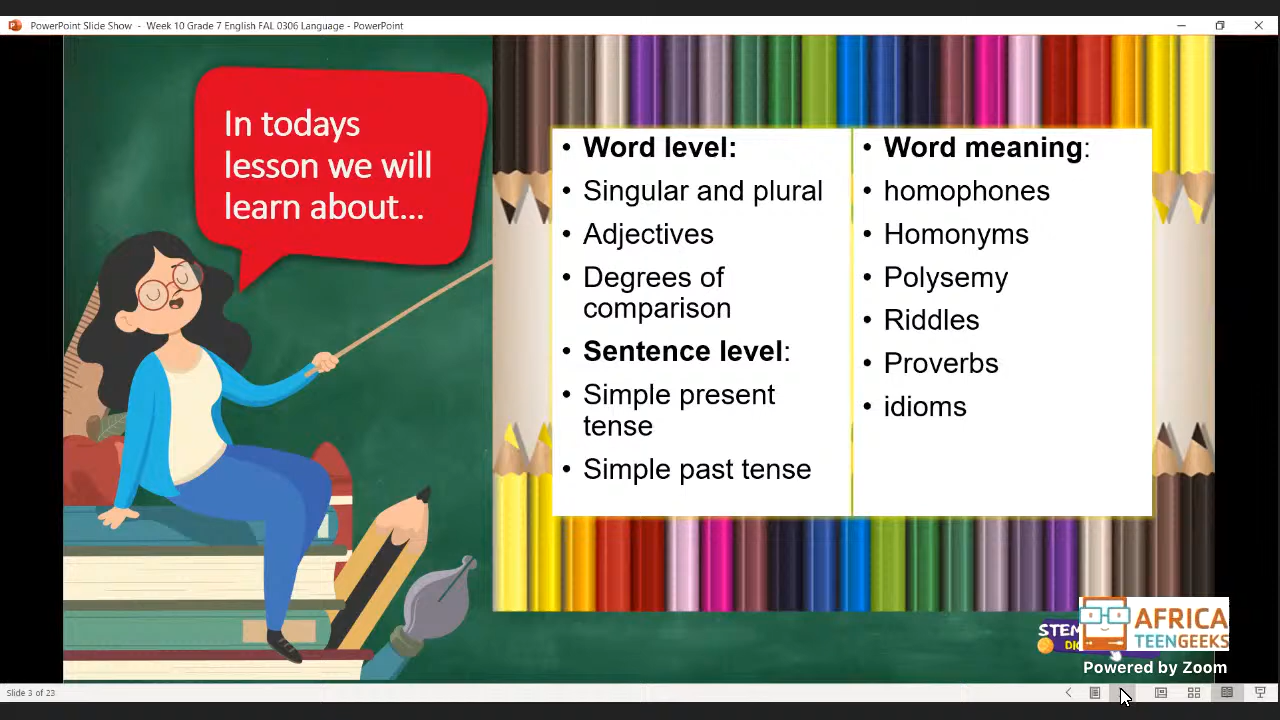 PowerPoint Slide Show - Week 10 Grade 7 English FAL 0306 Language - PowerPoint
In todays
lesson we will
learn about...
• Word level:
• Singular and plural
• Adjectives
• Degrees of
comparison
• Sentence level:
• Simple present
tense
• Simple past tense
• Word meaning:
• homophones
• Homonyms
• Polysemy
• Riddles
• Proverbs
• idioms
STEM
AFRICA
TEENGEEKS
Powered by Zoom
Slide 3 of 23